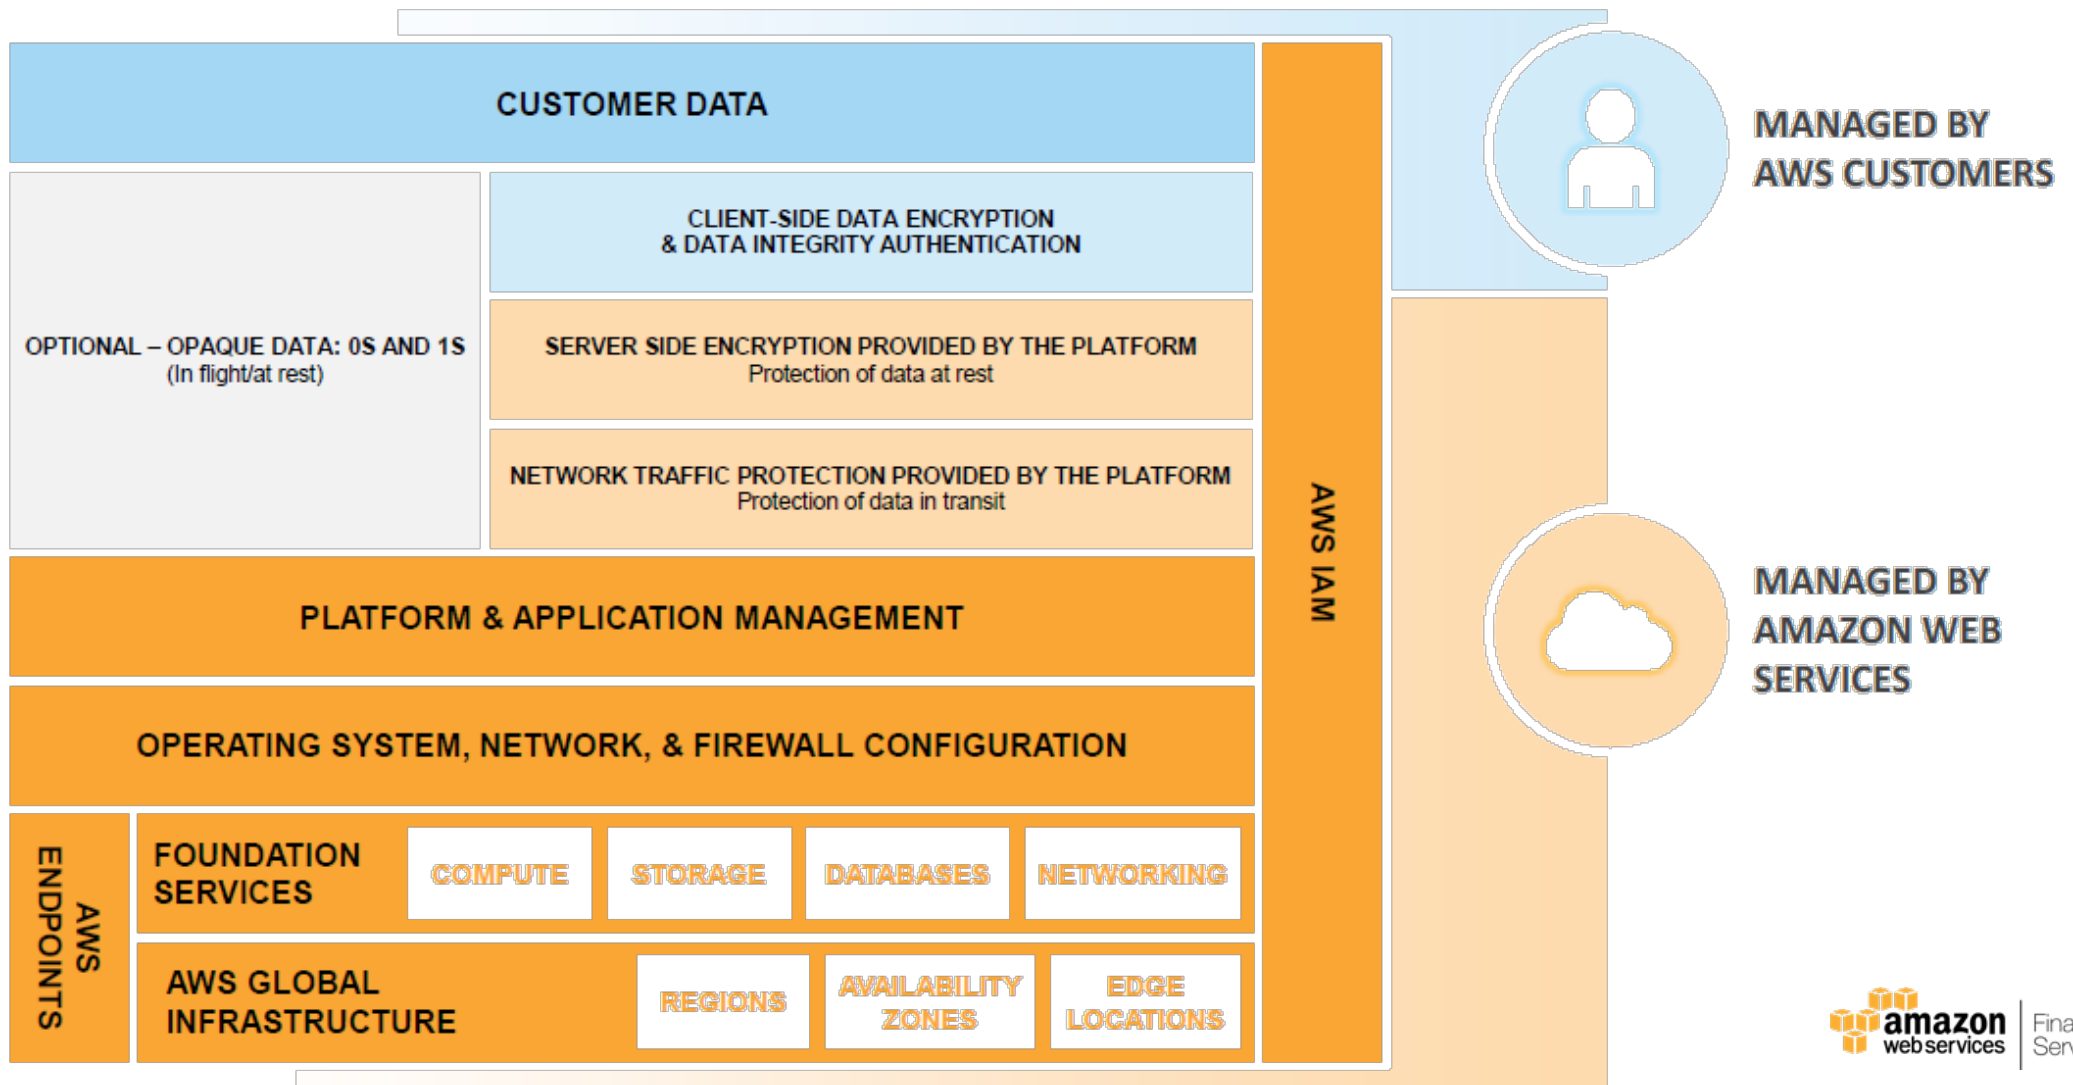 CUSTOMER DATA
MANAGED BY
AWS CUSTOMERS
CLIENT-SIDE DATA ENCRYPTION
& DATA INTEGRITY AUTHENTICATION
OPTIONAL – OPAQUE DATA: 0S AND 1S
(In flight/at rest)
SERVER SIDE ENCRYPTION PROVIDED BY THE PLATFORM
Protection of data at rest
NETWORK TRAFFIC PROTECTION PROVIDED BY THE PLATFORM
Protection of data in transit
AWS IAM
MANAGED BY
AMAZON WEB
SERVICES
PLATFORM & APPLICATION MANAGEMENT
OPERATING SYSTEM, NETWORK, & FIREWALL CONFIGURATION
AWS
ENDPOINTS
FOUNDATION
SERVICES
COMPUTE
STORAGE
DATABASES
NETWORKING
AWS GLOBAL
INFRASTRUCTURE
REGIONS
AVAILABILITY
ZONES
EDGE
LOCATIONS
amazon
web services